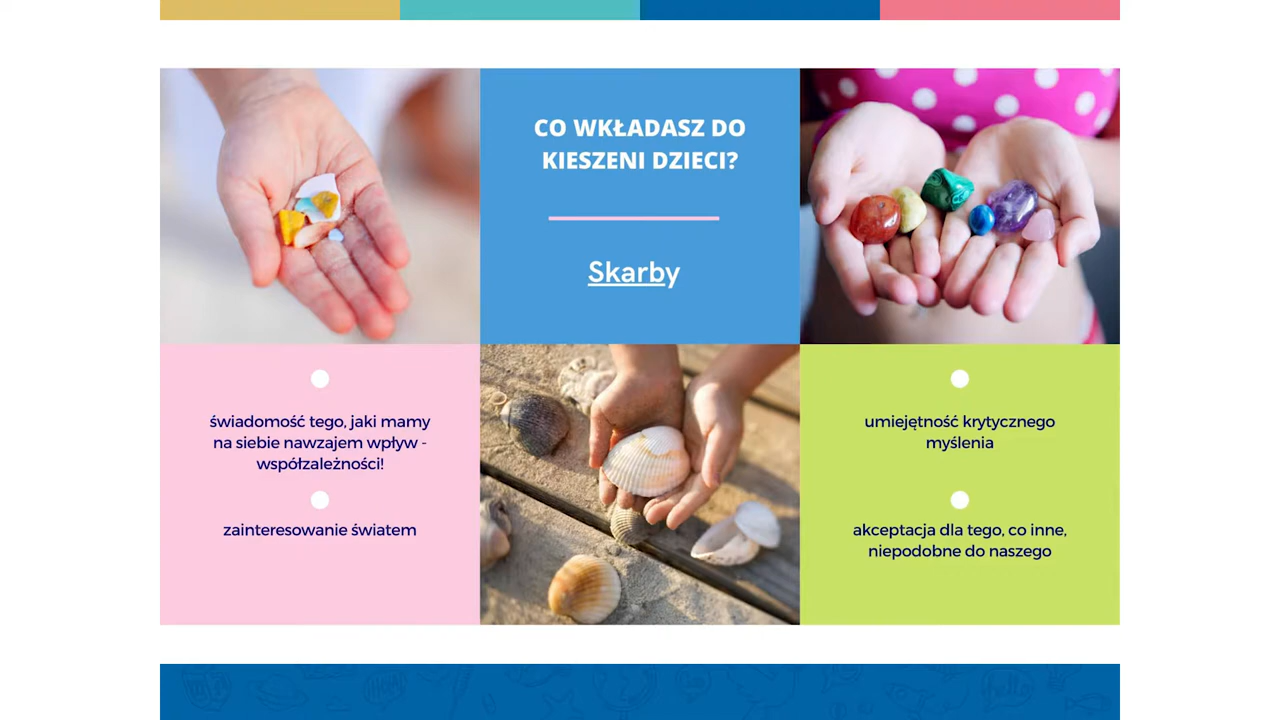 CO WKŁADASZ DO
KIESZENI DZIECI?
Skarby
świadomość tego, jaki mamy
na siebie nawzajem wpływ -
współzależności!
zainteresowanie światem
umiejętność krytycznego
myślenia
akceptacja dla tego, co inne,
niepodobne do naszego